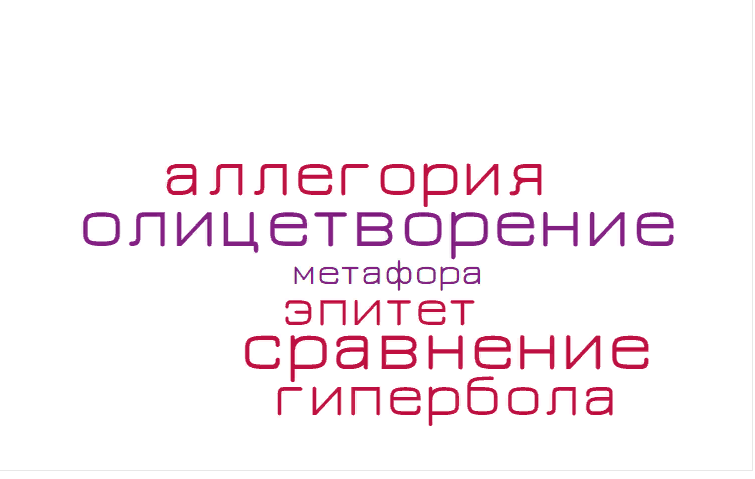 аллегория
олицетворение
метафора
эпитет
сравнение
гипербола